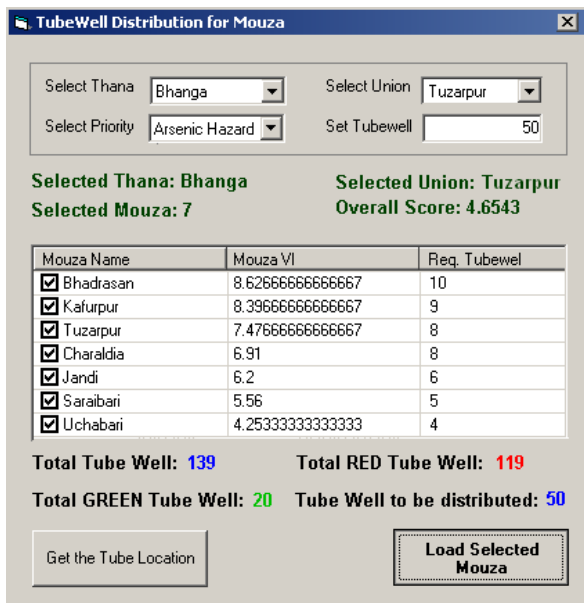 TubeWell Distribution for Mouza
Select Thana Bhanga Select Union Tuzarpur
Select Priority Arsenic Hazard Set Tubewell 50
Selected Thana: Bhanga Selected Union: Tuzarpur
Selected Mouza: 7 Overall Score: 4.6543
Mouza Name Mouza VI Req. Tubewel
Bhadrasan 8.62666666666667 10
Kafurpur 8.39666666666667 9
Tuzarpur 7.47666666666667 8
Charaldia 6.91 8
Jandi 6.2 6
Saraibari 5.56 5
Uchabari 4.25333333333333 4
Total Tube Well: 139 Total RED Tube Well: 119
Total GREEN Tube Well: 20 Tube Well to be distributed: 50
Get the Tube Location Load Selected
Mouza